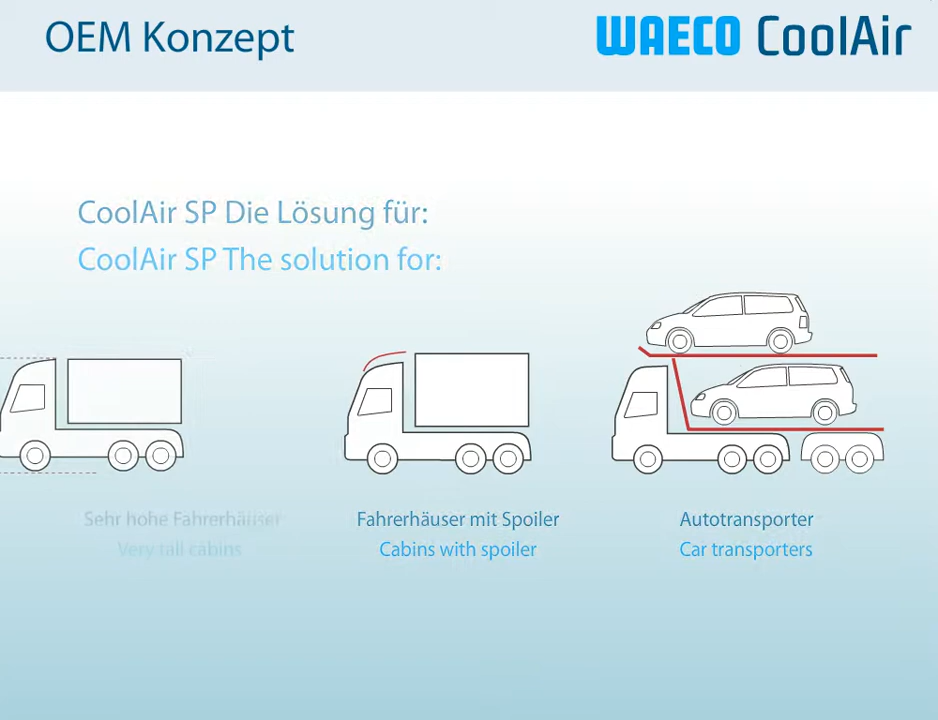 OEM Konzept
WAECO CoolAir
CoolAir SP Die Lösung für:
CoolAir SP The solution for:
Sehr hohe Fahrerhäuser
Very tall cabins
Fahrerhäuser mit Spoiler
Cabins with spoiler
Autotransporter
Car transporters